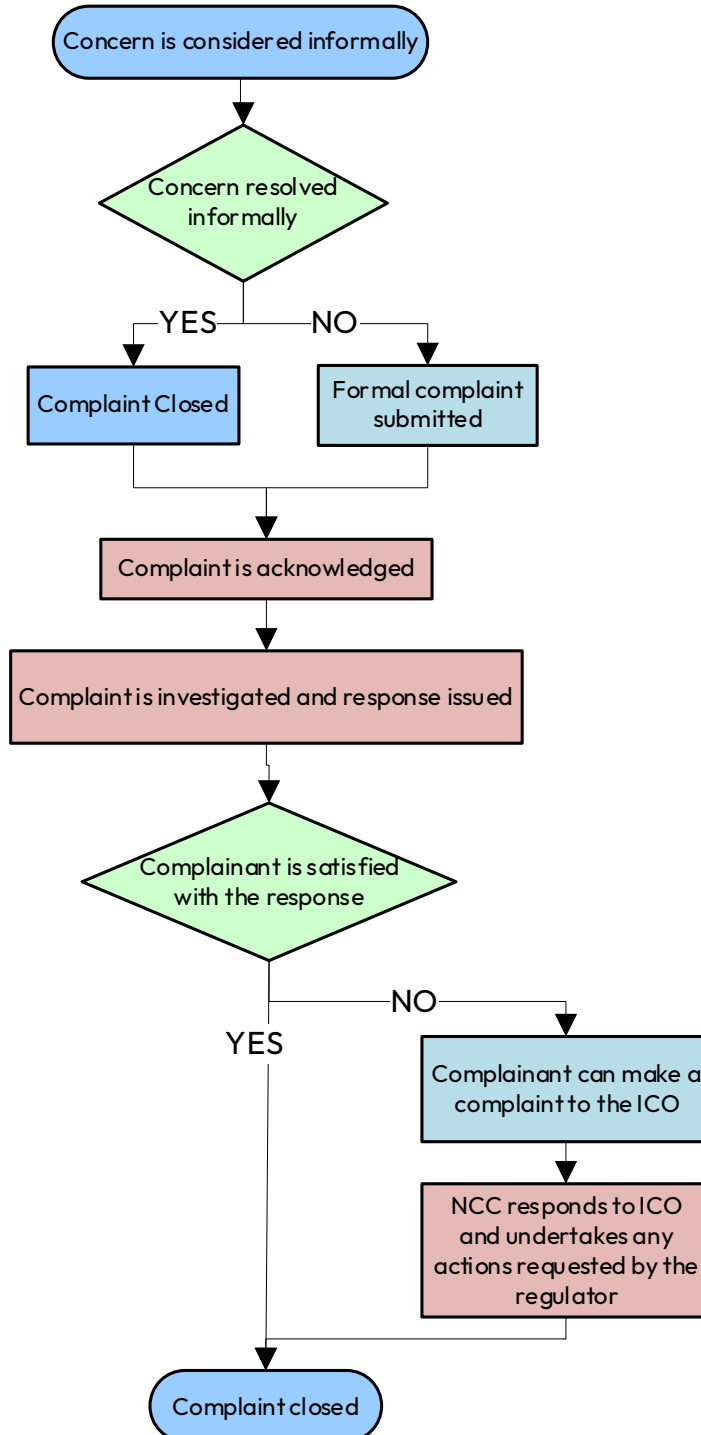 Concern is considered informally
Concern resolved
informally
YES
NO
Complaint Closed
Formal complaint
submitted
Complaint is acknowledged
Complaint is investigated and response issued
Complainant is satisfied
with the response
NO
YES
Complainant can make a
complaint to the ICO
NCC responds to ICO
and undertakes any
actions requested by the
regulator
Complaint closed